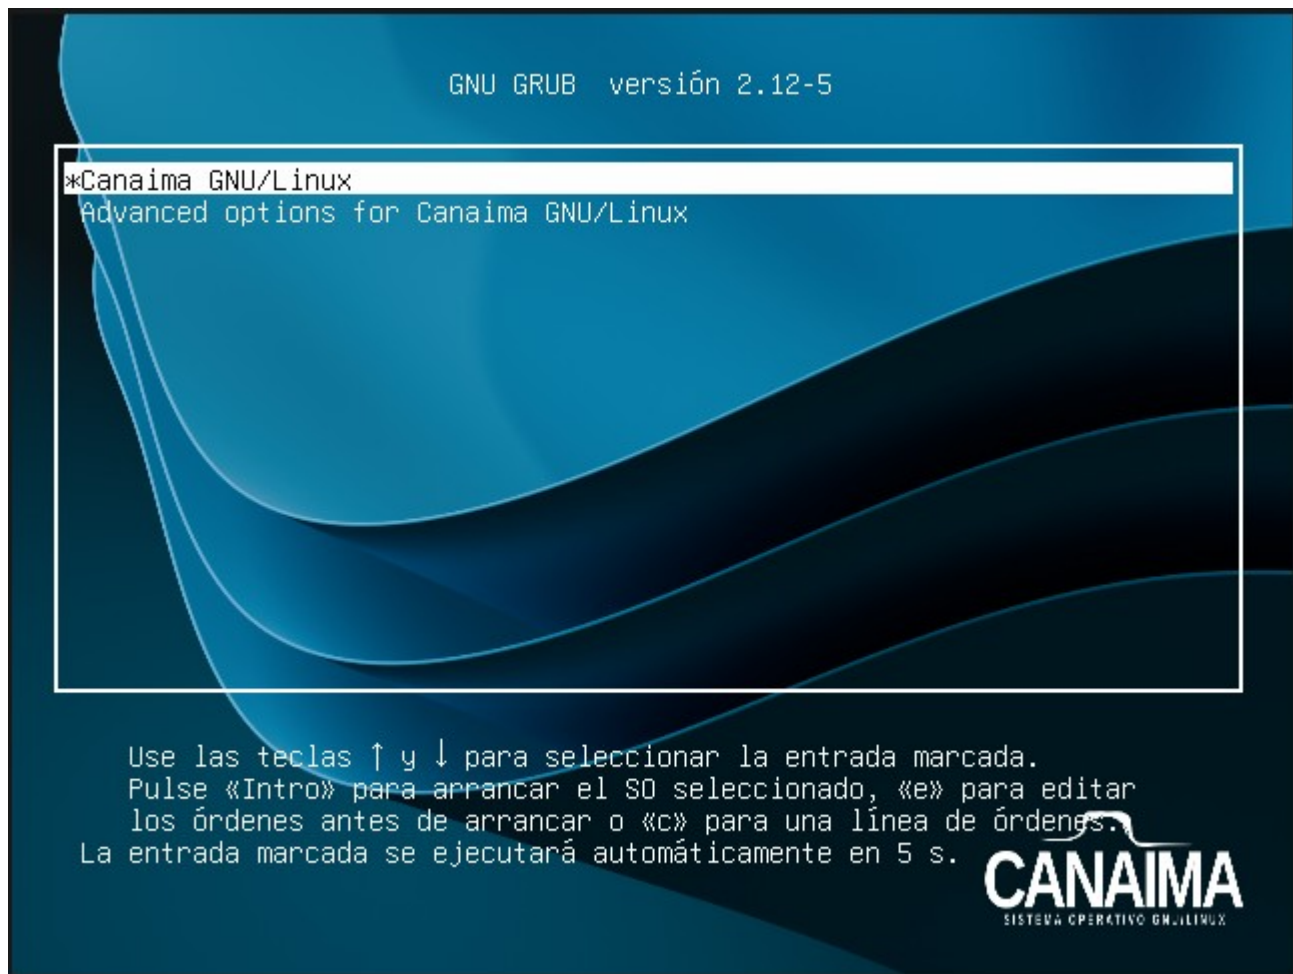 GNU GRUB versión 2.12-5
*Canaima GNU/Linux
Advanced options for Canaima GNU/Linux
Use las teclas ↑ y ↓ para seleccionar la entrada marcada.
Pulse «Intro» para arrancar el SO seleccionado, «e» para editar
los órdenes antes de arrancar o «c» para una línea de órdenes.
La entrada marcada se ejecutará automáticamente en 5 s.
CANAIMA
SISTEMA OPERATIVO GNU/LINUX